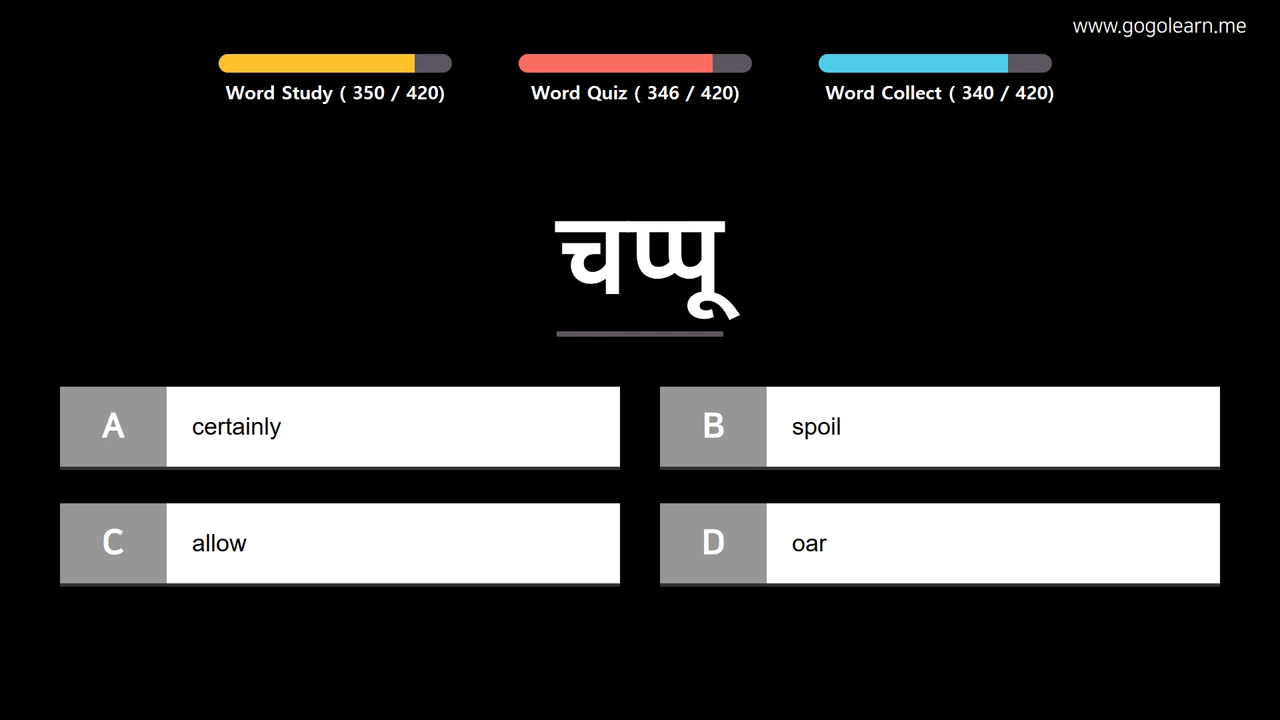 www.gogolearn.me
Word Study ( 350 / 420)
Word Quiz ( 346 / 420)
Word Collect ( 340 / 420)
चप्पू
A certainly
B spoil
C allow
D oar